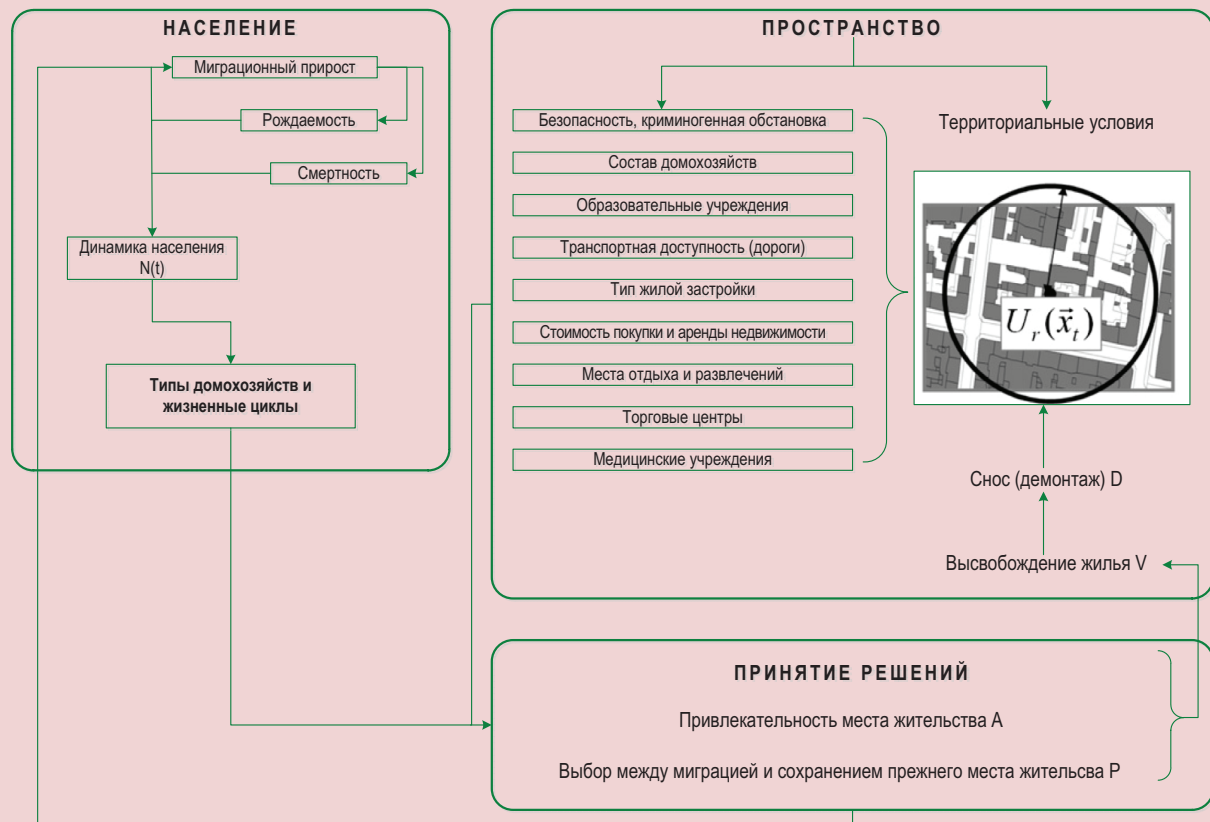 НАСЕЛЕНИЕ
Миграционный прирост
Рождаемость
Смертность
Динамика населения
N(t)
Типы домохозяйств и
жизненные циклы
ПРОСТРАНСТВО
Безопасность, криминогенная обстановка
Состав домохозяйств
Образовательные учреждения
Транспортная доступность (дороги)
Тип жилой застройки
Стоимость покупки и аренды недвижимости
Места отдыха и развлечений
Торговые центры
Медицинские учреждения
Территориальные условия
U_r(x⃗_t)
Снос (демонтаж) D
Высвобождение жилья V
ПРИНЯТИЕ РЕШЕНИЙ
Привлекательность места жительства A
Выбор между миграцией и сохранением прежнего места жительсва P